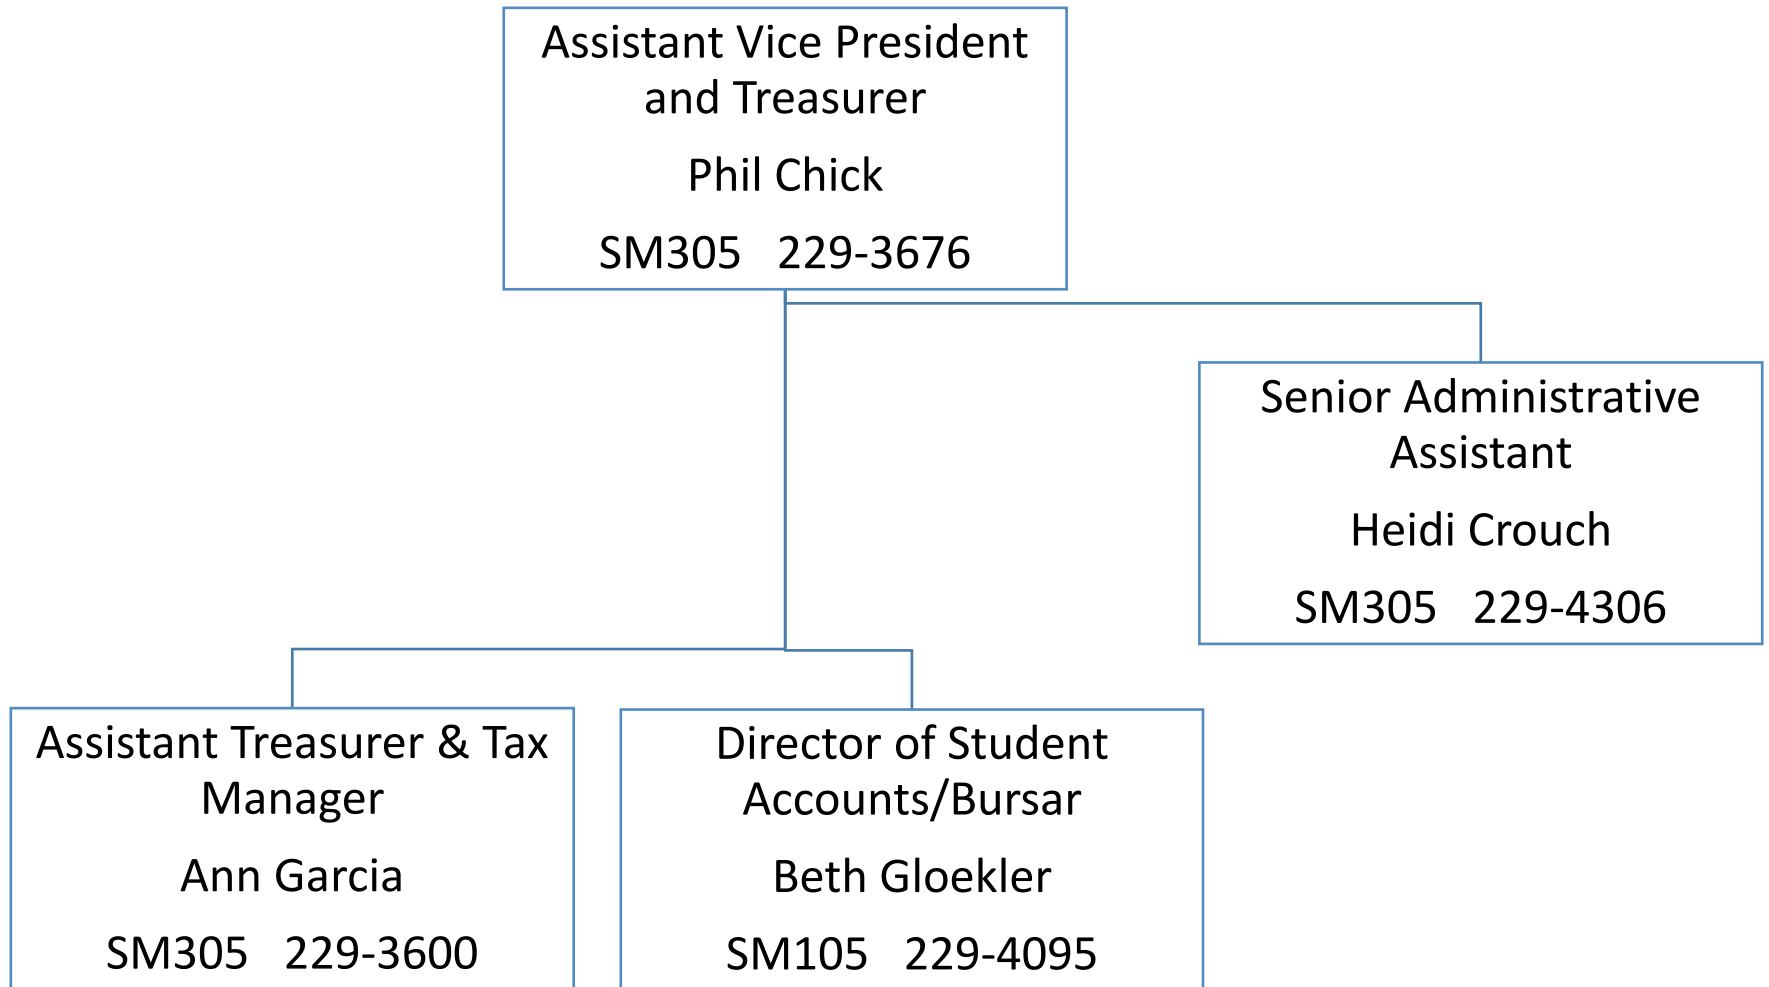 Assistant Vice President
and Treasurer
Phil Chick
SM305   229-3676
Senior Administrative
Assistant
Heidi Crouch
SM305   229-4306
Assistant Treasurer & Tax
Manager
Ann Garcia
SM305   229-3600
Director of Student
Accounts/Bursar
Beth Gloekler
SM105   229-4095